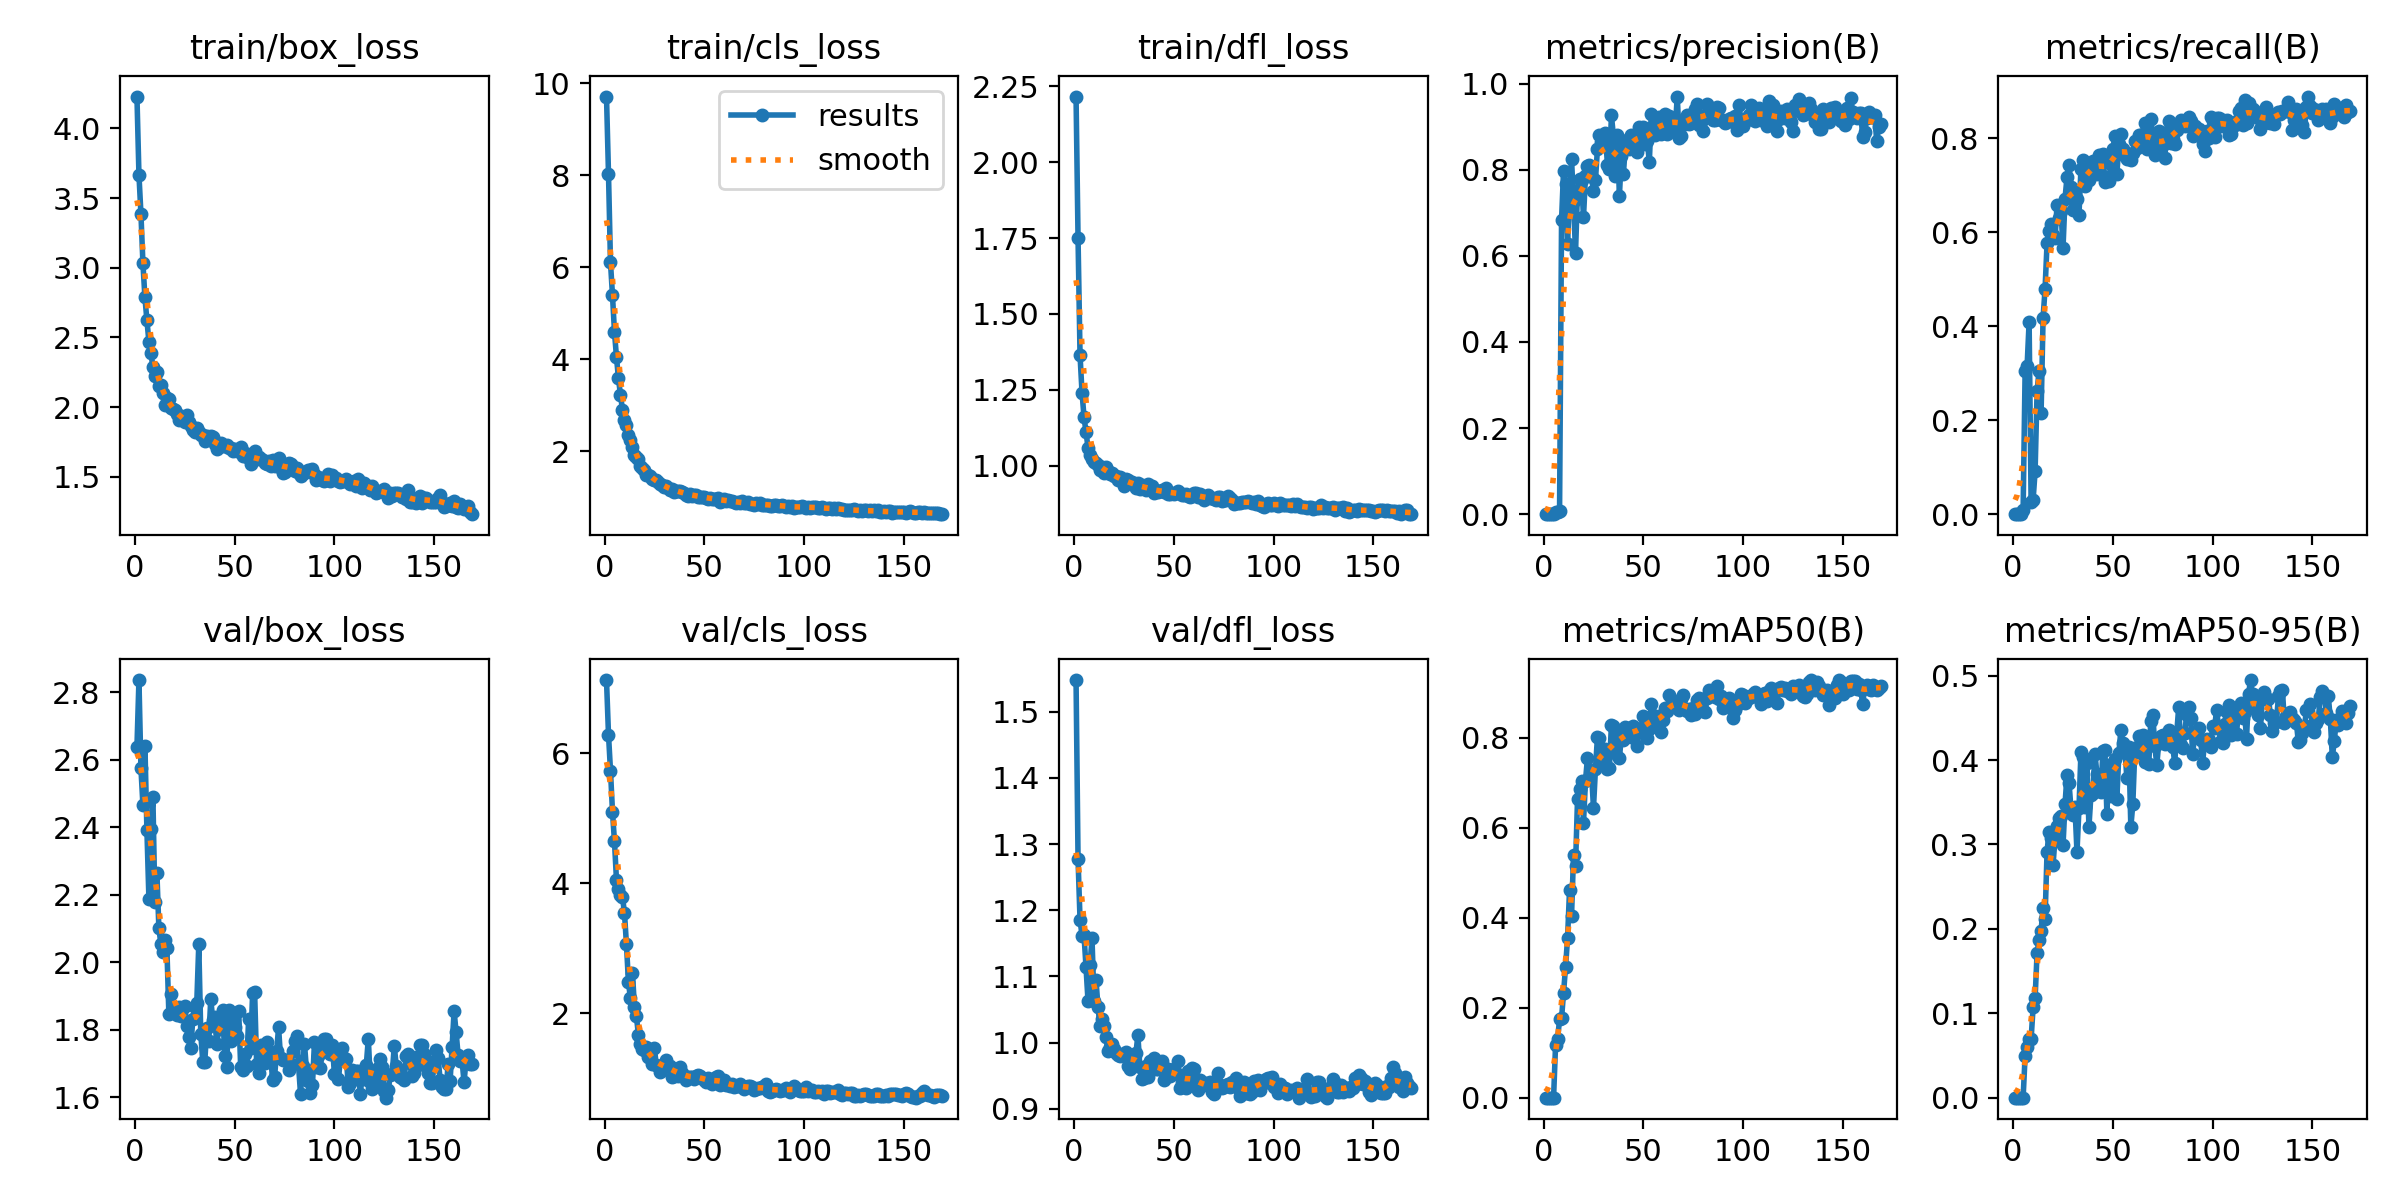 train/box_loss
4.0
3.5
3.0
2.5
2.0
1.5
0 50 100 150
train/cls_loss
10
8
6
4
2
0 50 100 150
results
smooth
train/dfl_loss
2.25
2.00
1.75
1.50
1.25
1.00
0 50 100 150
metrics/precision(B)
1.0
0.8
0.6
0.4
0.2
0.0
0 50 100 150
metrics/recall(B)
0.8
0.6
0.4
0.2
0.0
0 50 100 150
val/box_loss
2.8
2.6
2.4
2.2
2.0
1.8
1.6
0 50 100 150
val/cls_loss
6
4
2
0 50 100 150
val/dfl_loss
1.5
1.4
1.3
1.2
1.1
1.0
0.9
0 50 100 150
metrics/mAP50(B)
0.8
0.6
0.4
0.2
0.0
0 50 100 150
metrics/mAP50-95(B)
0.5
0.4
0.3
0.2
0.1
0.0
0 50 100 150